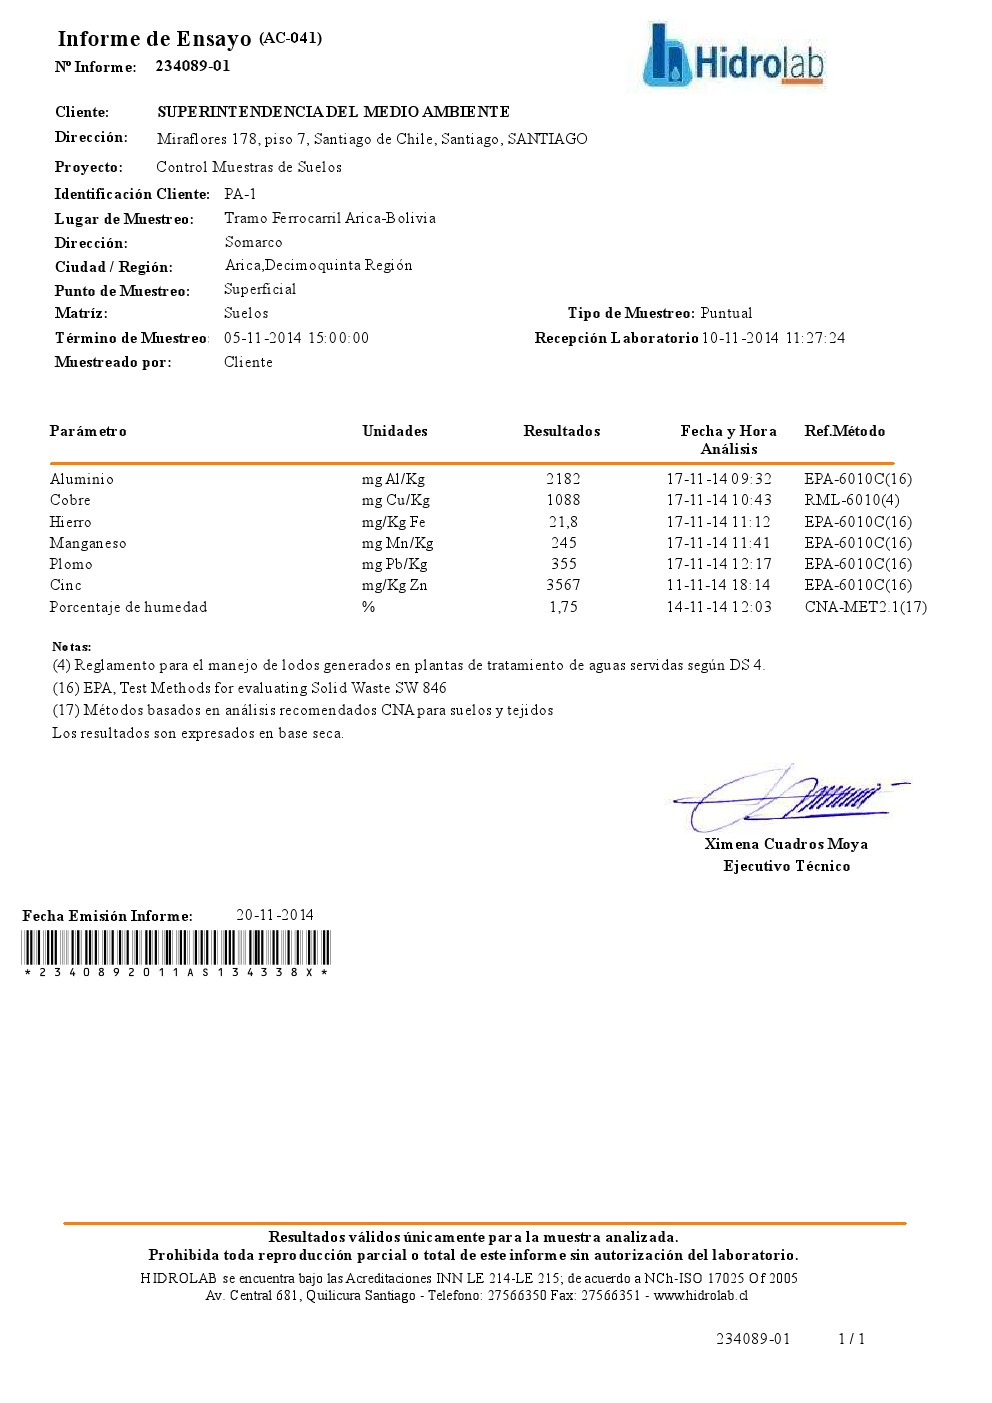 Informe de Ensayo (AC-041)
Hidrolab
Nº Informe: 234089-01
Cliente: SUPERINTENDENCIA DEL MEDIO AMBIENTE
Dirección: Miraflores 178, piso 7, Santiago de Chile, Santiago, SANTIAGO
Proyecto: Control Muestras de Suelos
Identificación Cliente: PA-1
Lugar de Muestreo: Tramo Ferrocarril Arica-Bolivia
Dirección: Somarco
Ciudad / Región: Arica,Decimoquinta Región
Punto de Muestreo: Superficial
Matríz: Suelos Tipo de Muestreo: Puntual
Término de Muestreo: 05-11-2014 15:00:00 Recepción Laboratorio 10-11-2014 11:27:24
Muestreado por: Cliente
Parámetro Unidades Resultados Fecha y Hora Ref.Método
Análisis
Aluminio mg Al/Kg 2182 17-11-14 09:32 EPA-6010C(16)
Cobre mg Cu/Kg 1088 17-11-14 10:43 RML-6010(4)
Hierro mg/Kg Fe 21,8 17-11-14 11:12 EPA-6010C(16)
Manganeso mg Mn/Kg 245 17-11-14 11:41 EPA-6010C(16)
Plomo mg Pb/Kg 355 17-11-14 12:17 EPA-6010C(16)
Cinc mg/Kg Zn 3567 11-11-14 18:14 EPA-6010C(16)
Porcentaje de humedad % 1,75 14-11-14 12:03 CNA-MET2.1(17)
Notas:
(4) Reglamento para el manejo de lodos generados en plantas de tratamiento de aguas servidas según DS 4.
(16) EPA, Test Methods for evaluating Solid Waste SW 846
(17) Métodos basados en análisis recomendados CNA para suelos y tejidos
Los resultados son expresados en base seca.
Ximena Cuadros Moya
Ejecutivo Técnico
Fecha Emisión Informe: 20-11-2014
*2340892011AS134338X*
Resultados válidos únicamente para la muestra analizada.
Prohibida toda reproducción parcial o total de este informe sin autorización del laboratorio.
HIDROLAB se encuentra bajo las Acreditaciones INN LE 214-LE 215; de acuerdo a NCh-ISO 17025 Of 2005
Av. Central 681, Quilicura Santiago - Telefono: 27566350 Fax: 27566351 - www.hidrolab.cl
234089-01 1 / 1